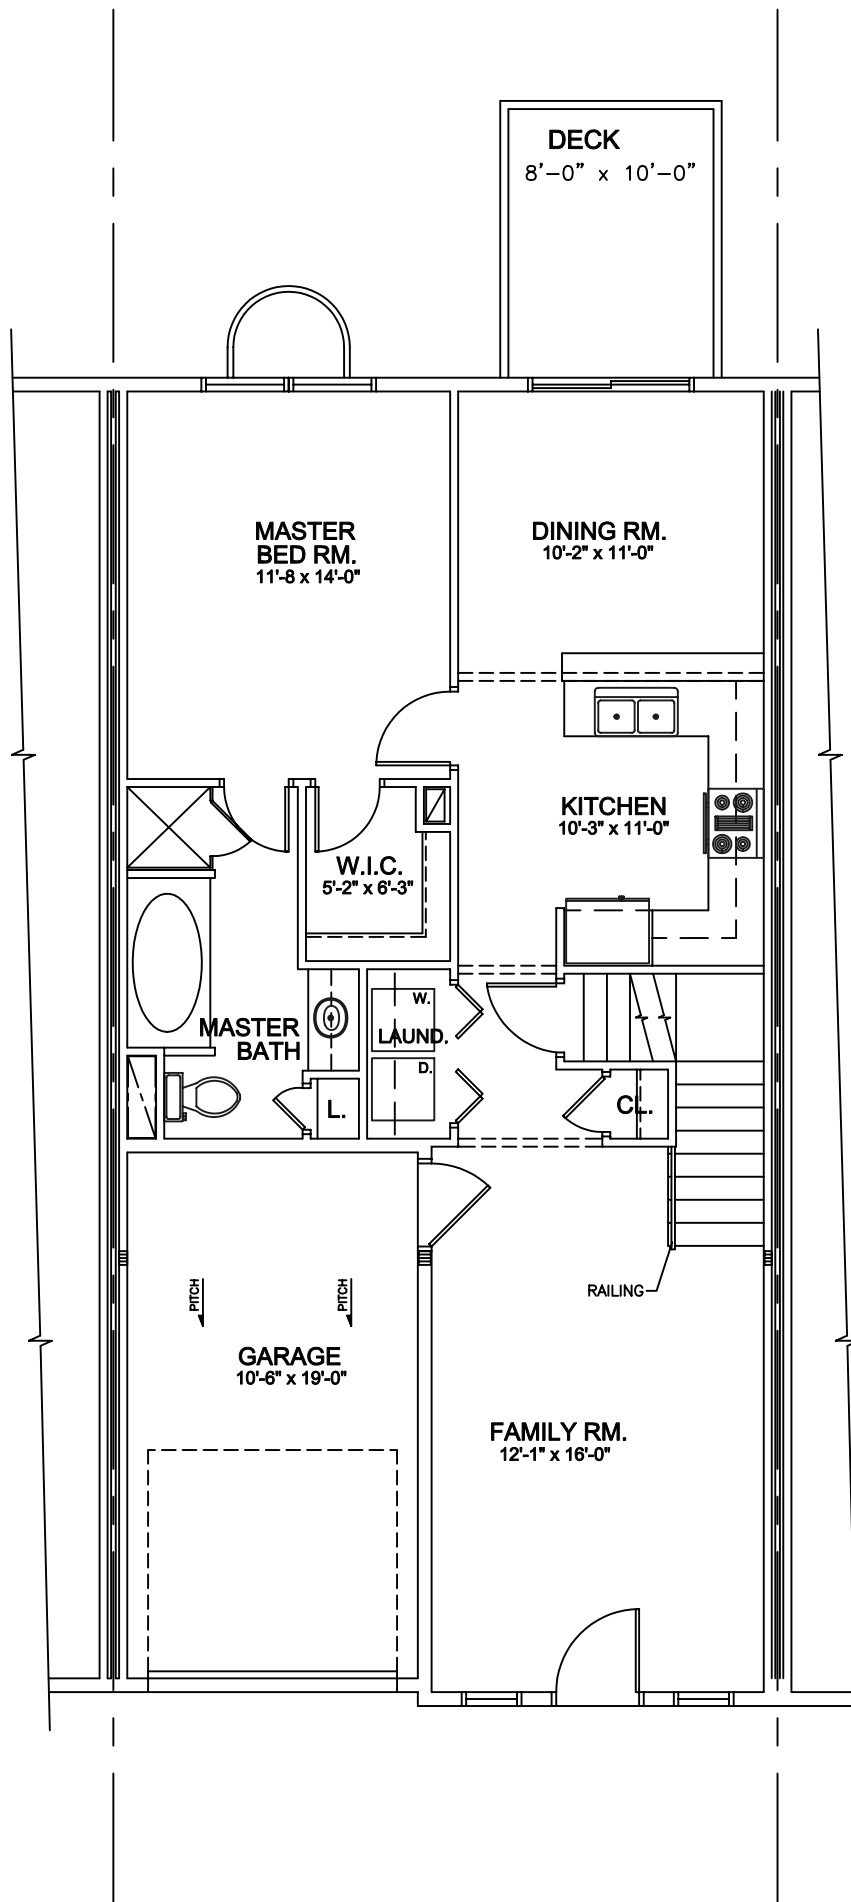 DECK
8'-0" x 10'-0"
MASTER
BED RM.
11'-8 x 14'-0"
DINING RM.
10'-2" x 11'-0"
KITCHEN
10'-3" x 11'-0"
W.I.C.
5'-2" x 6'-3"
MASTER
BATH
W.
LAUND.
D.
L.
CL.
RAILING
PITCH
PITCH
GARAGE
10'-6" x 19'-0"
FAMILY RM.
12'-1" x 16'-0"